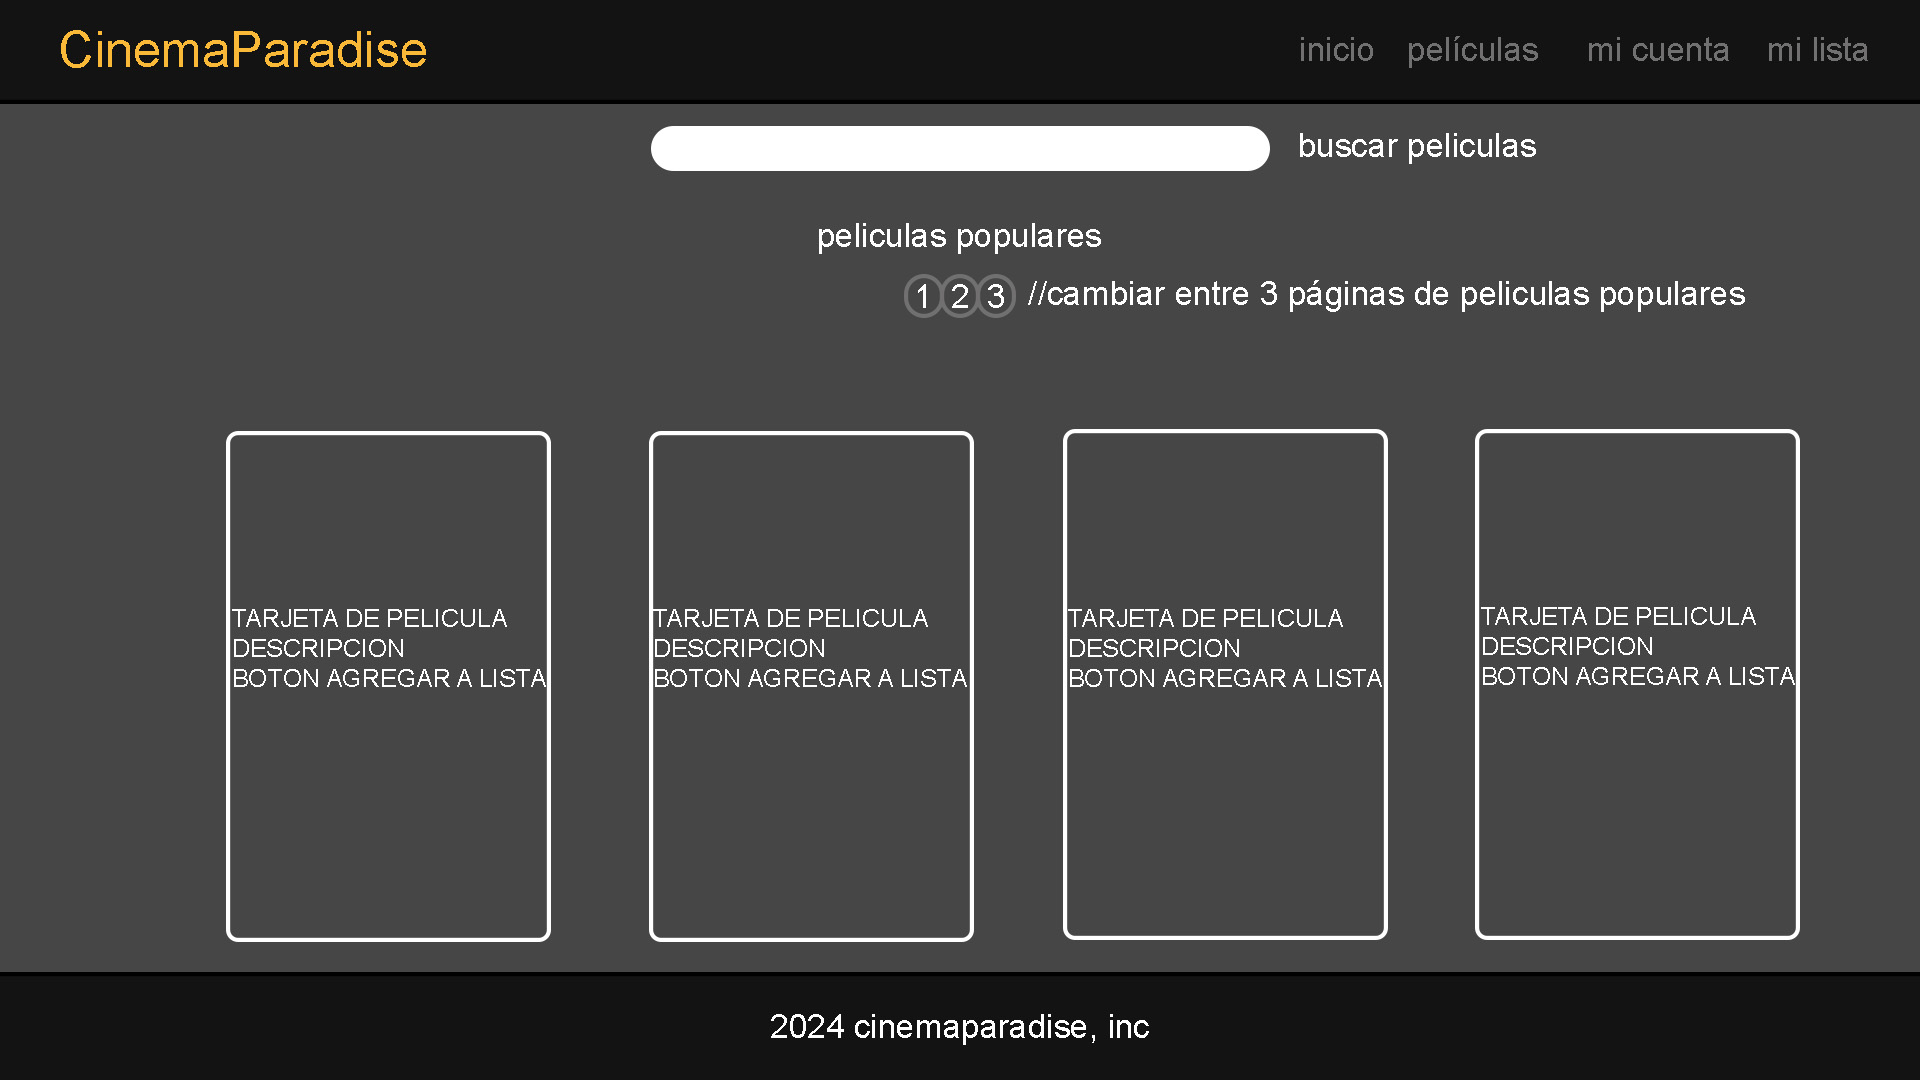 CinemaParadise
inicio películas mi cuenta mi lista
buscar peliculas
peliculas populares
1 2 3 //cambiar entre 3 páginas de peliculas populares
TARJETA DE PELICULA
DESCRIPCION
BOTON AGREGAR A LISTA
TARJETA DE PELICULA
DESCRIPCION
BOTON AGREGAR A LISTA
TARJETA DE PELICULA
DESCRIPCION
BOTON AGREGAR A LISTA
TARJETA DE PELICULA
DESCRIPCION
BOTON AGREGAR A LISTA
2024 cinemaparadise, inc